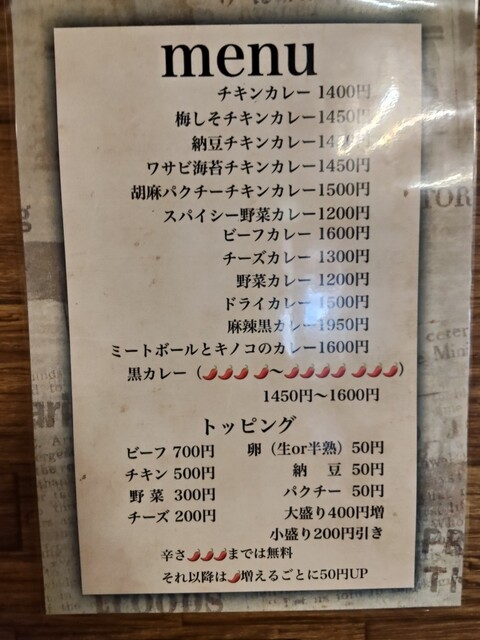 menu
チキンカレー 1400円
梅しそチキンカレー1450円
納豆チキンカレー
ワサビ海苔チキンカレー1450円
胡麻パクチーチキンカレー1500円
スパイシー野菜カレー1200円
ビーフカレー 1600円
チーズカレー 1300円
野菜カレー 1200円
ドライカレー 1500円
麻辣黒カレー1950円
ミートボールとキノコのカレー1600円
黒カレー（🌶🌶🌶🌶🌶〜🌶🌶🌶🌶🌶🌶🌶）
1450円〜1600円
トッピング
ビーフ 700円 卵（生or半熟）50円
チキン 500円 納 豆 50円
野 菜 300円 パクチー 50円
チーズ 200円 大盛り400円増
小盛り200円引き
辛さ🌶🌶🌶までは無料
それ以降は🌶増えるごとに50円UP